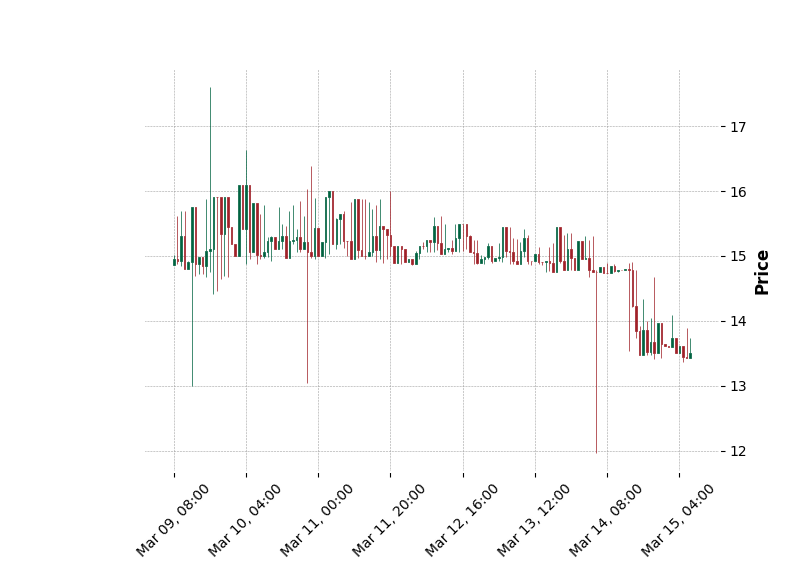 17
16
15
14
13
12
Price
Mar 09, 08:00
Mar 10, 04:00
Mar 11, 00:00
Mar 11, 20:00
Mar 12, 16:00
Mar 13, 12:00
Mar 14, 08:00
Mar 15, 04:00